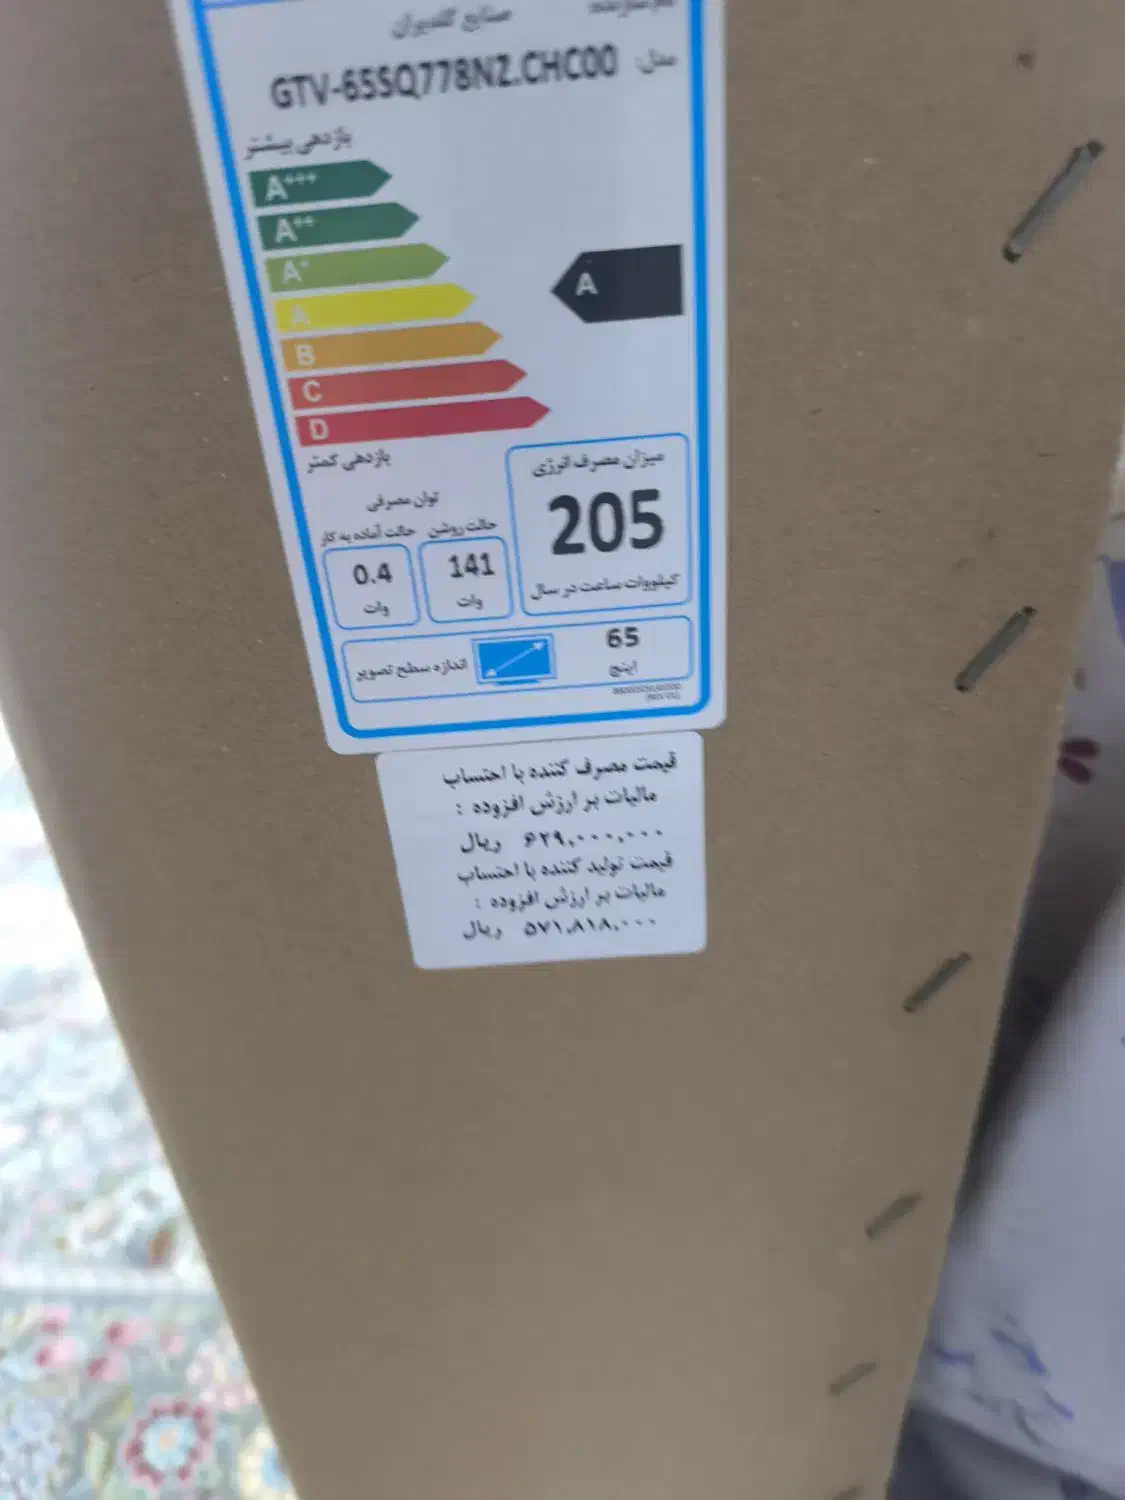 نام سازنده:
صنایع گلدیران
مدل: GTV-65SQ778N2.CHC00
بازدهی بیشتر
A+++
A++
A+
A
B
C
D
A
بازدهی کمتر
میزان مصرف انرژی
205
کیلووات ساعت در سال
توان مصرفی
حالت روشن
141
وات
حالت آماده به کار
0.4
وات
اندازه سطح تصویر
65
اینچ
قیمت مصرف کننده با احتساب
مالیات بر ارزش افزوده :
۶۲۹,۰۰۰,۰۰۰ ریال
قیمت تولید کننده با احتساب
مالیات بر ارزش افزوده :
۵۷۱,۸۱۸,۰۰۰ ریال